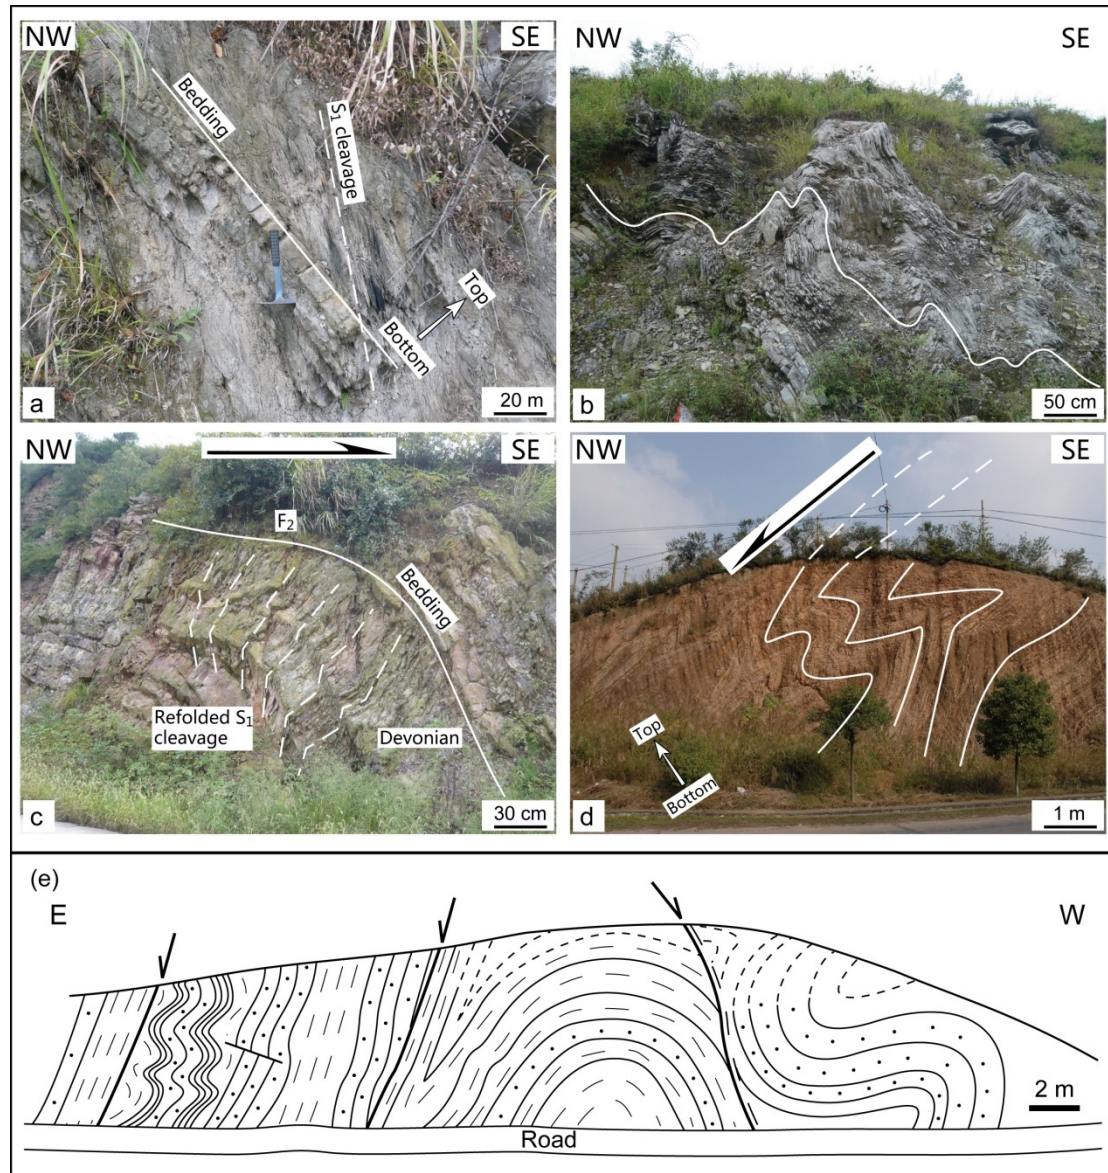 NW
SE
Bedding
S1 cleavage
Top
Bottom
a
20 m
NW
SE
b
50 cm
NW
SE
F2
Bedding
Refolded S1
cleavage
Devonian
c
30 cm
NW
SE
Top
Bottom
d
1 m
(e)
E
W
2 m
Road